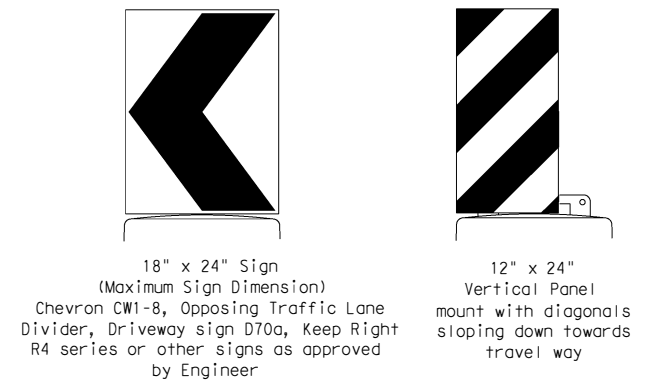 18" x 24" Sign
(Maximum Sign Dimension)
Chevron CW1-8, Opposing Traffic Lane
Divider, Driveway sign D70a, Keep Right
R4 series or other signs as approved
by Engineer
12" x 24"
Vertical Panel
mount with diagonals
sloping down towards
travel way